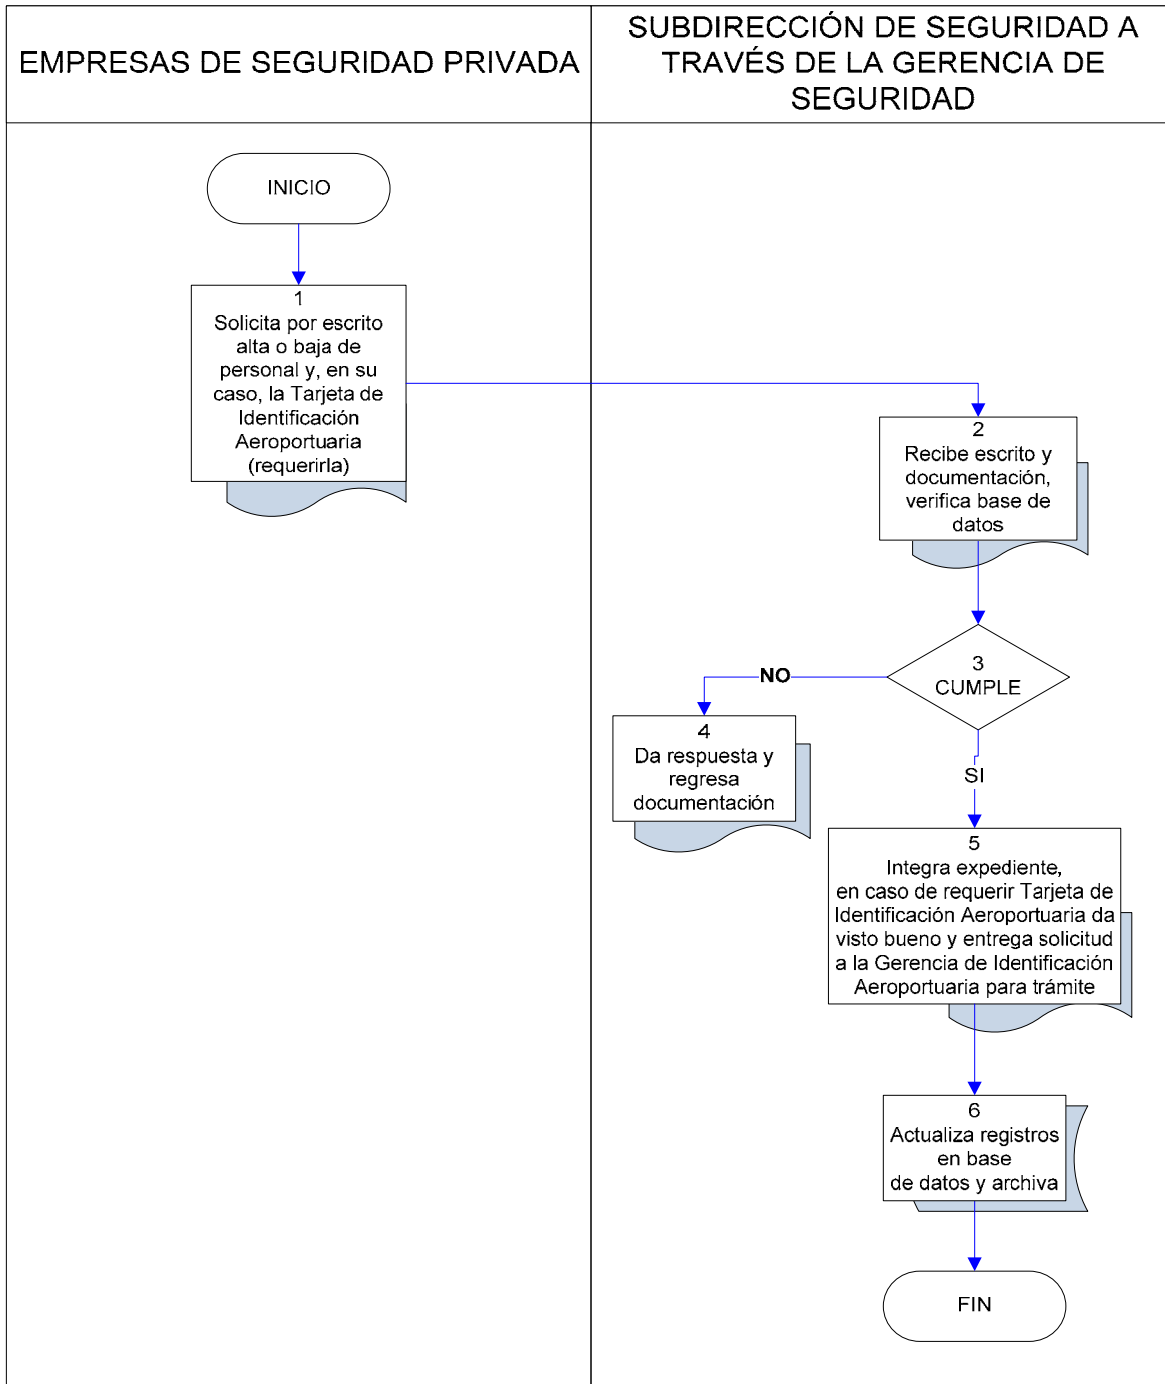 EMPRESAS DE SEGURIDAD PRIVADA
SUBDIRECCIÓN DE SEGURIDAD A
TRAVÉS DE LA GERENCIA DE
SEGURIDAD
INICIO
1
Solicita por escrito
alta o baja de
personal y, en su
caso, la Tarjeta de
Identificación
Aeroportuaria
(requerirla)
2
Recibe escrito y
documentación,
verifica base de
datos
3
CUMPLE
NO
4
Da respuesta y
regresa
documentación
SI
5
Integra expediente,
en caso de requerir Tarjeta de
Identificación Aeroportuaria da
visto bueno y entrega solicitud
a la Gerencia de Identificación
Aeroportuaria para trámite
6
Actualiza registros
en base
de datos y archiva
FIN